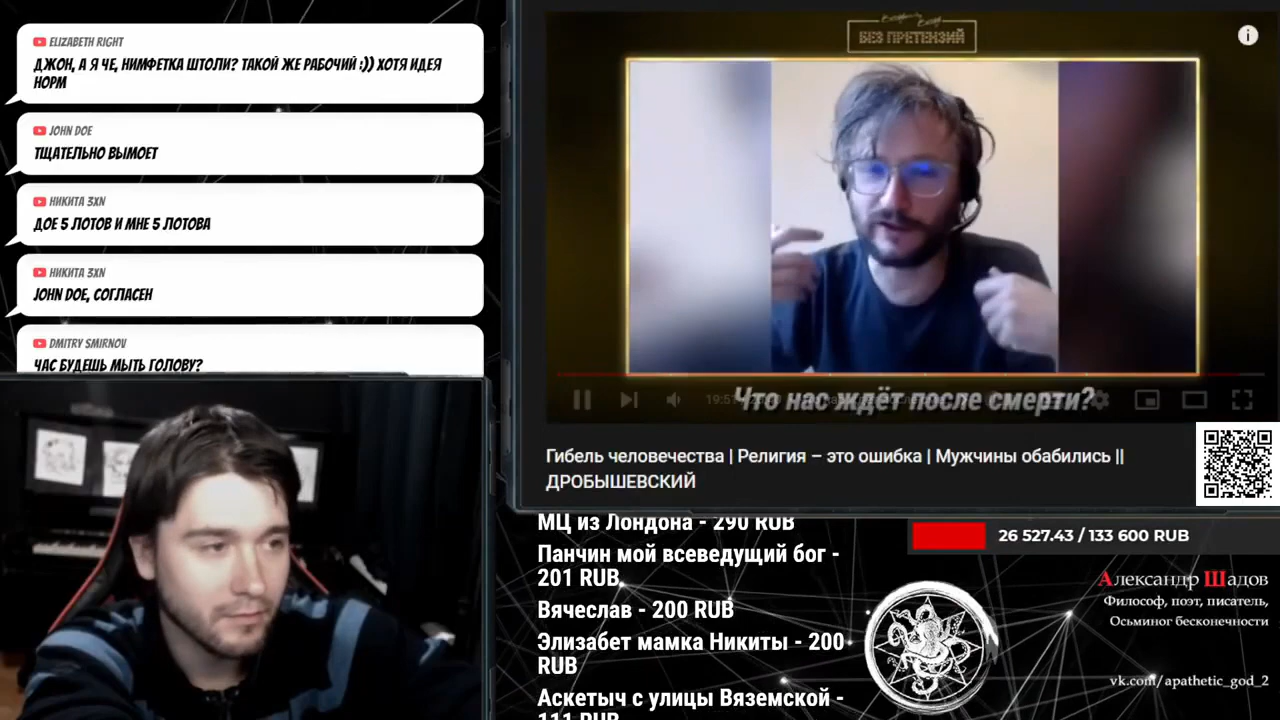 ELIZABETH RIGHT
ДЖОН, А Я ЧЕ, НИМФЕТКА ШТОЛИ? ТАКОЙ ЖЕ РАБОЧИЙ :)) ХОТЯ ИДЕЯ
НОРМ
JOHN DOE
ТЩАТЕЛЬНО ВЫМОЕТ
НИКИТА 3XN
ДОЕ 5 ЛОТОВ И МНЕ 5 ЛОТОВА
НИКИТА 3XN
JOHN DOE, СОГЛАСЕН
DMITRY SMIRNOV
ЧАС БУДЕШЬ МЫТЬ ГОЛОВУ?
БЕЗ ПРЕТЕНЗИЙ
Что нас ждёт после смерти?
Гибель человечества | Религия – это ошибка | Мужчины обабились ||
ДРОБЫШЕВСКИЙ
МЦ из Лондона - 290 RUB
Панчин мой всеведущий бог -
201 RUB
Вячеслав - 200 RUB
Элизабет мамка Никиты - 200
RUB
Аскетыч с улицы Вяземской -
111 RUB
26 527.43 / 133 600 RUB
Александр Шадов
Философ, поэт, писатель,
Осьминог бесконечности
vk.com/apathetic_god_2